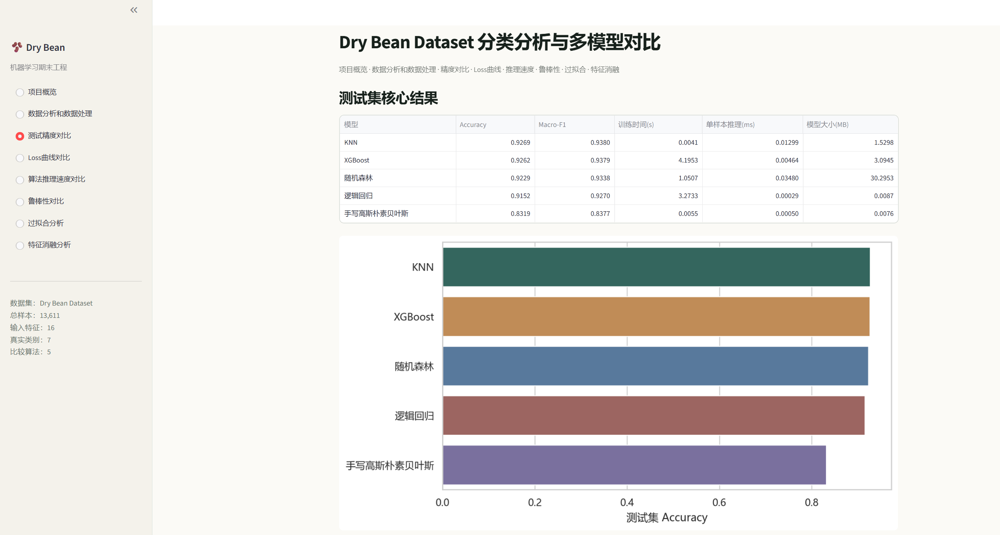 Dry Bean
机器学习期末工程
项目概览
数据分析和数据处理
测试精度对比
Loss曲线对比
算法推理速度对比
鲁棒性对比
过拟合分析
特征消融分析
数据集：Dry Bean Dataset
总样本：13,611
输入特征：16
真实类别：7
比较算法：5
Dry Bean Dataset 分类分析与多模型对比
项目概览 · 数据分析和数据处理 · 精度对比 · Loss曲线 · 推理速度 · 鲁棒性 · 过拟合 · 特征消融
测试集核心结果
模型 Accuracy Macro-F1 训练时间(s) 单样本推理(ms) 模型大小(MB)
KNN 0.9269 0.9380 0.0041 0.01299 1.5298
XGBoost 0.9262 0.9379 4.1953 0.00464 3.0945
随机森林 0.9229 0.9338 1.0507 0.03480 30.2953
逻辑回归 0.9152 0.9270 3.2733 0.00029 0.0087
手写高斯朴素贝叶斯 0.8319 0.8377 0.0055 0.00050 0.0076
KNN
XGBoost
随机森林
逻辑回归
手写高斯朴素贝叶斯
0.0 0.2 0.4 0.6 0.8
测试集 Accuracy